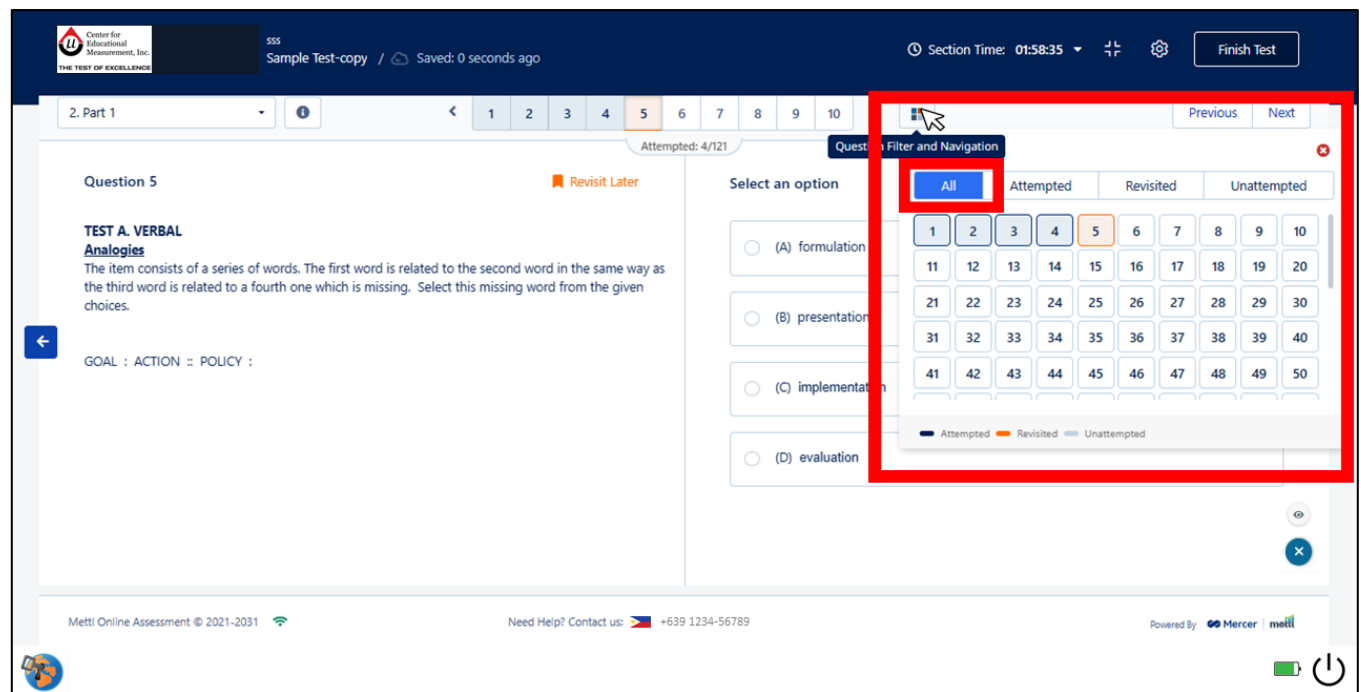 Center for
Educational
Measurement, Inc.
THE TEST OF EXCELLENCE
sss
Sample Test-copy / Saved: 0 seconds ago
Section Time: 01:58:35
Finish Test
2. Part 1
1 2 3 4 5 6 7 8 9 10
Previous Next
Attempted: 4/121
Question Filter and Navigation
Question 5
Revisit Later
TEST A. VERBAL
Analogies
The item consists of a series of words. The first word is related to the second word in the same way as
the third word is related to a fourth one which is missing. Select this missing word from the given
choices.
GOAL : ACTION :: POLICY :
Select an option
(A) formulation
(B) presentation
(C) implementation
(D) evaluation
All Attempted Revisited Unattempted
1 2 3 4 5 6 7 8 9 10
11 12 13 14 15 16 17 18 19 20
21 22 23 24 25 26 27 28 29 30
31 32 33 34 35 36 37 38 39 40
41 42 43 44 45 46 47 48 49 50
Attempted Revisited Unattempted
Mettl Online Assessment © 2021-2031
Need Help? Contact us: +639 1234-56789
Powered By Mercer | mettl